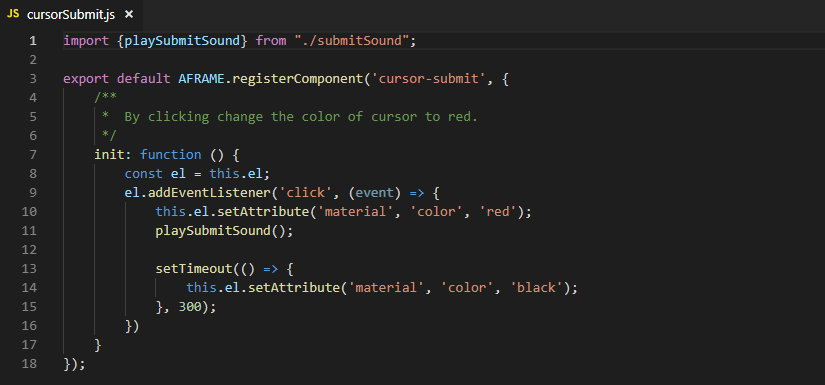 JS cursorSubmit.js ×
1 import {playSubmitSound} from "./submitSound";
2
3 export default AFRAME.registerComponent('cursor-submit', {
4     /**
5      *  By clicking change the color of cursor to red.
6      */
7     init: function () {
8         const el = this.el;
9         el.addEventListener('click', (event) => {
10             this.el.setAttribute('material', 'color', 'red');
11             playSubmitSound();
12
13             setTimeout(() => {
14                 this.el.setAttribute('material', 'color', 'black');
15             }, 300);
16         })
17     }
18 });